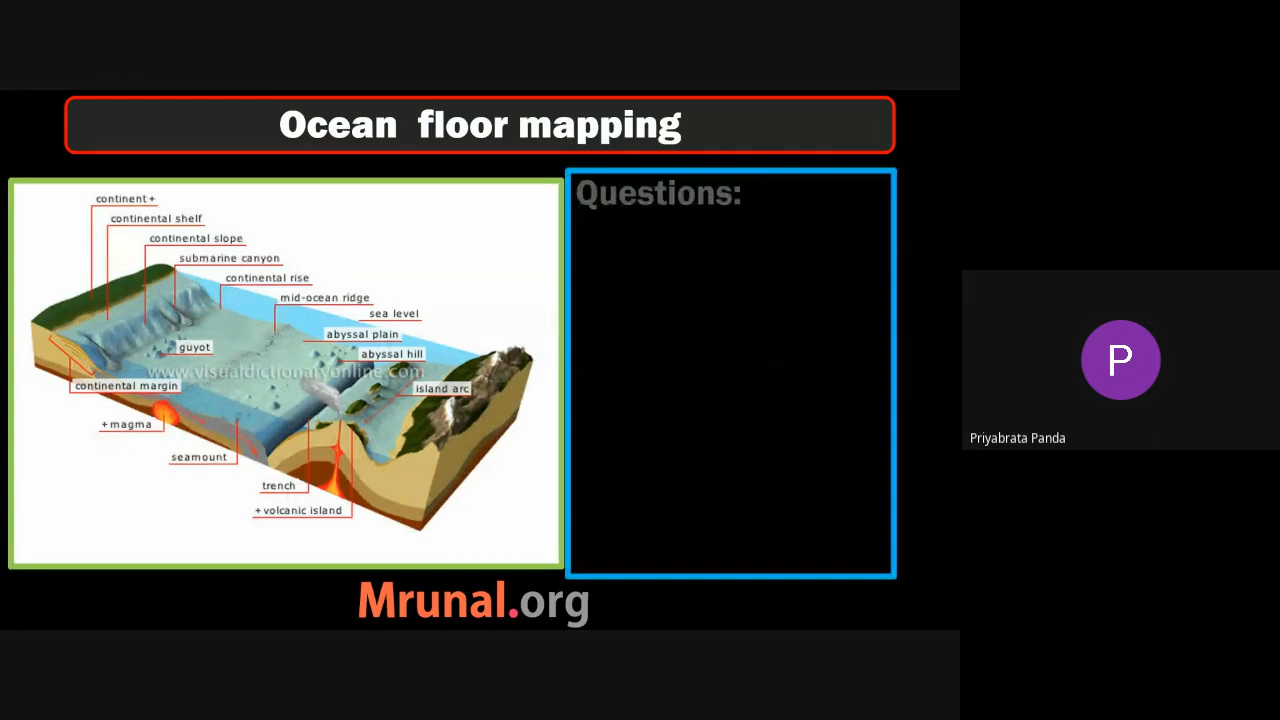 Ocean floor mapping
continent +
continental shelf
continental slope
submarine canyon
continental rise
mid-ocean ridge
sea level
abyssal plain
guyot
abyssal hill
www.visualdictionaryonline.com
continental margin
island arc
+ magma
seamount
trench
+ volcanic island
Questions:
Mrunal.org
P
Priyabrata Panda